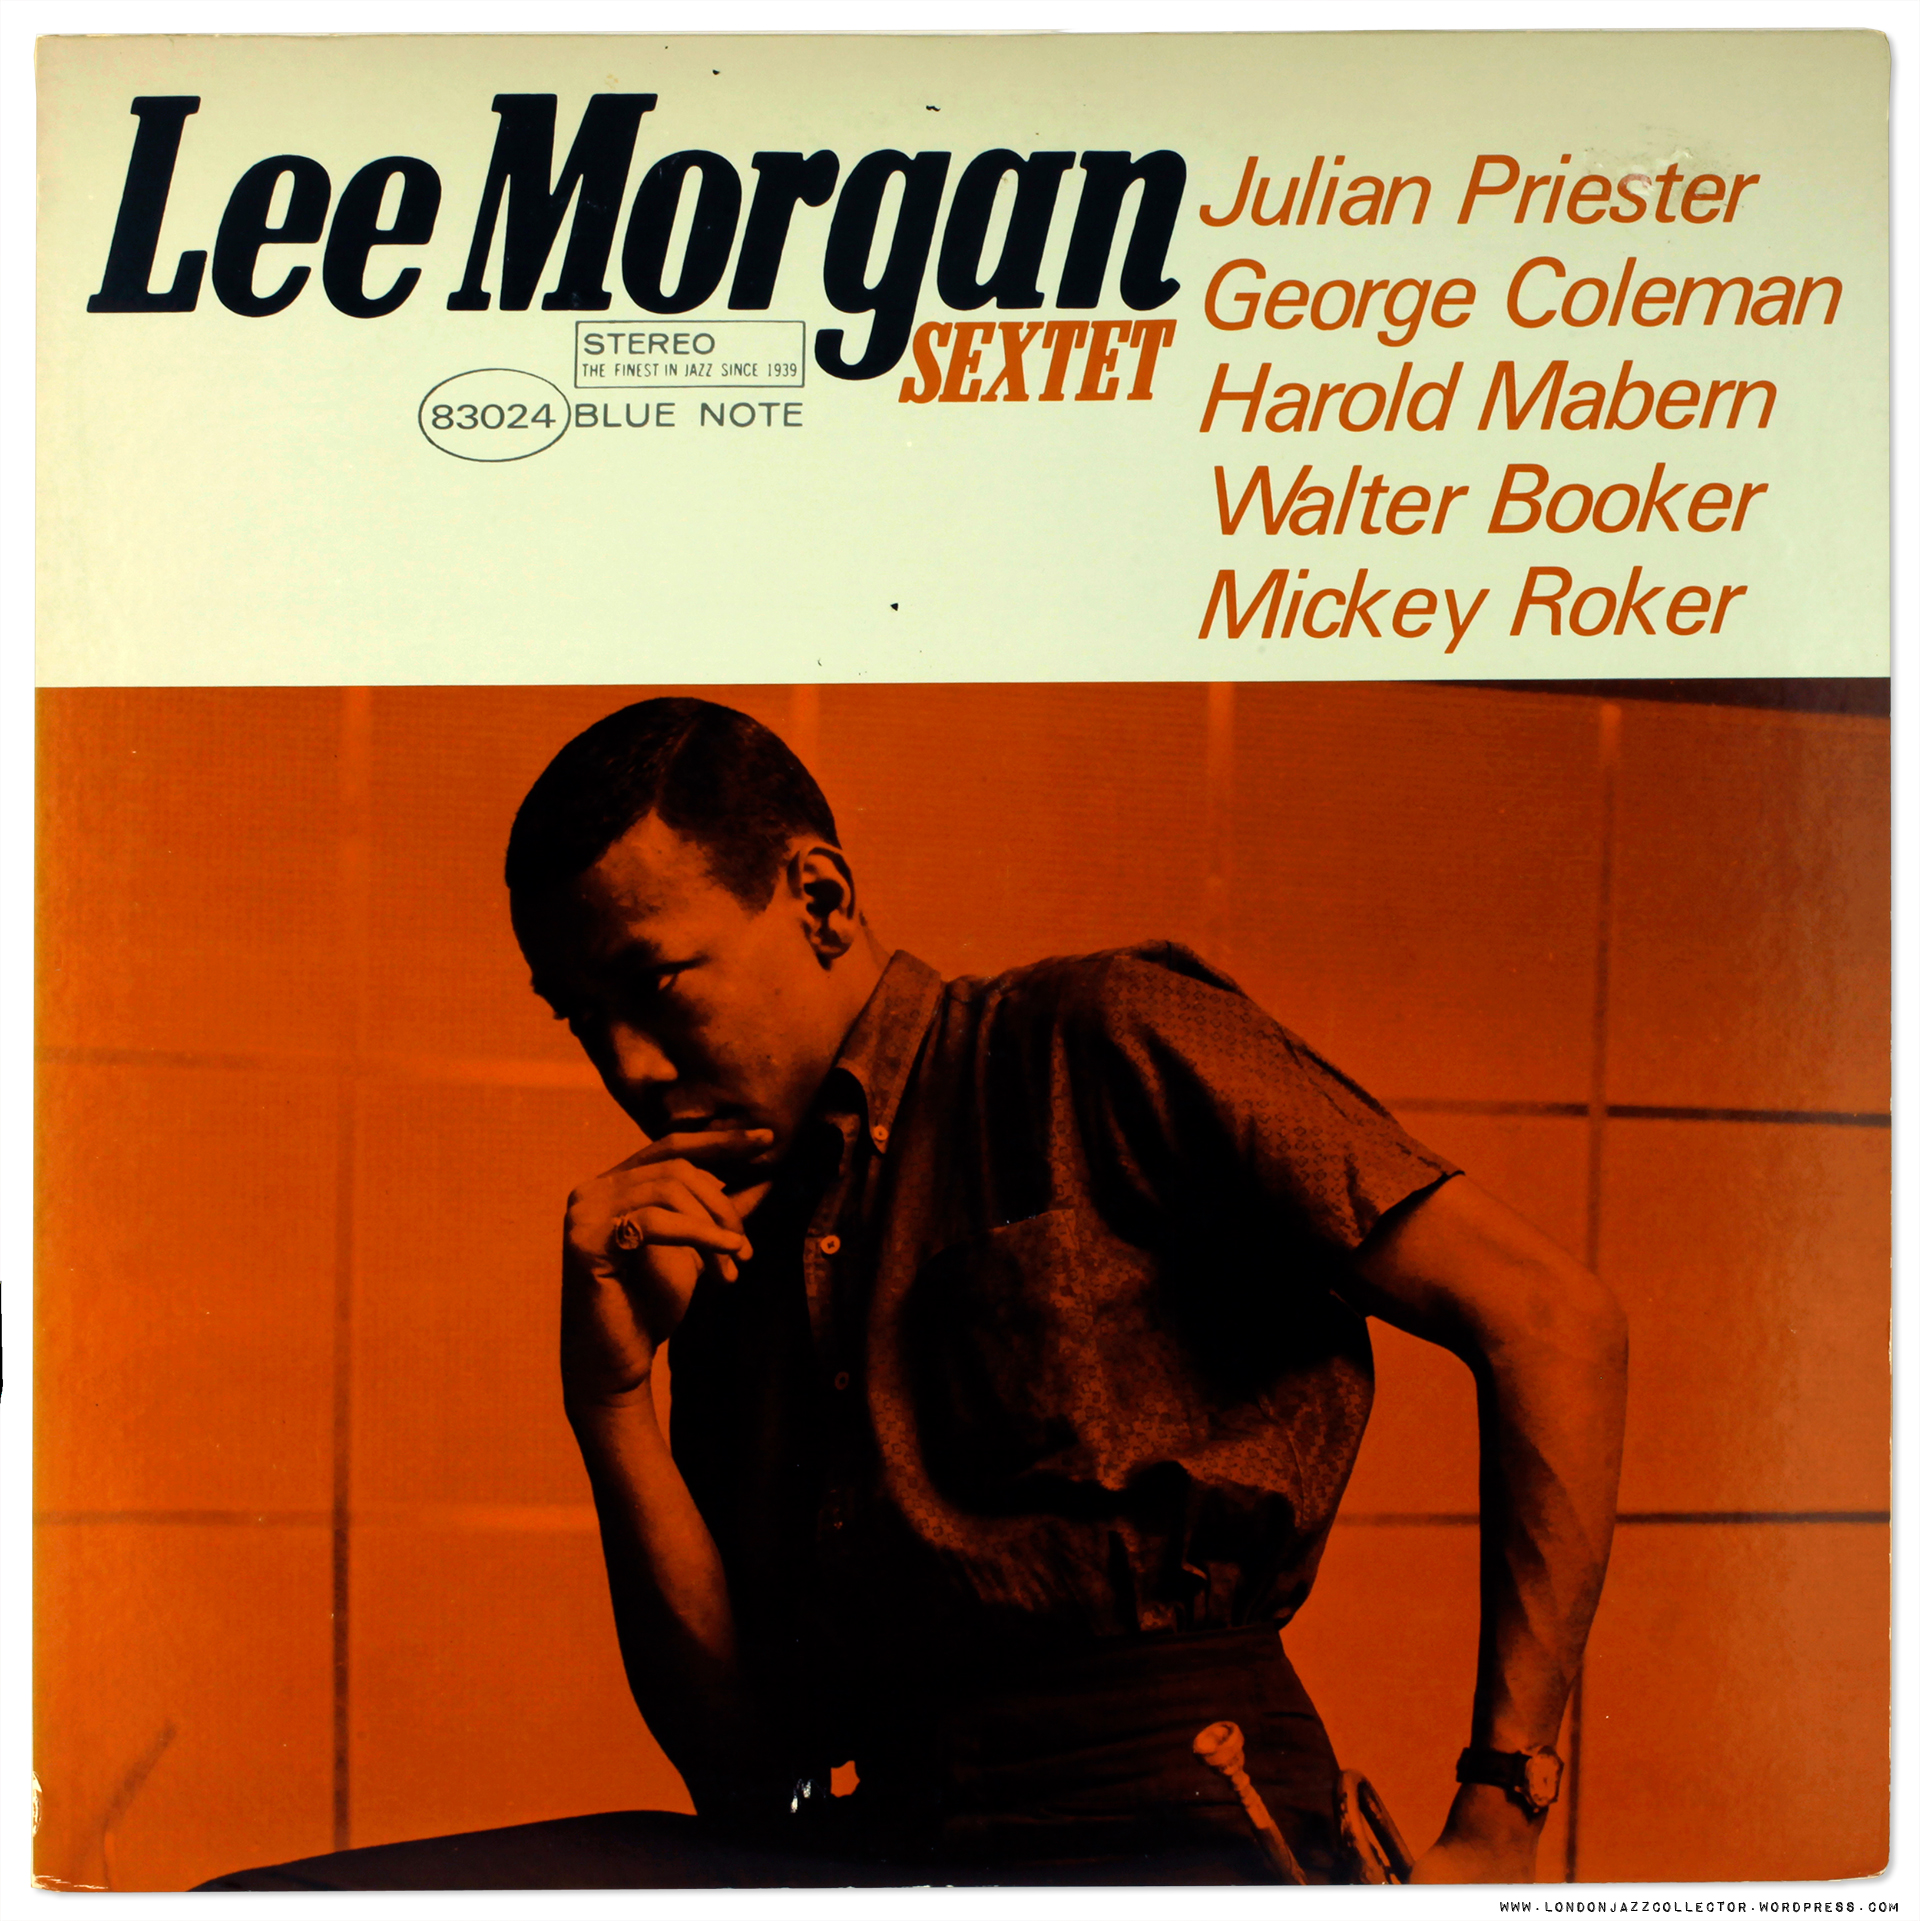 Lee Morgan
SEXTET
STEREO
THE FINEST IN JAZZ SINCE 1939
83024 BLUE NOTE
Julian Priester
George Coleman
Harold Mabern
Walter Booker
Mickey Roker
WWW.LONDONJAZZCOLLECTOR.WORDPRESS.COM